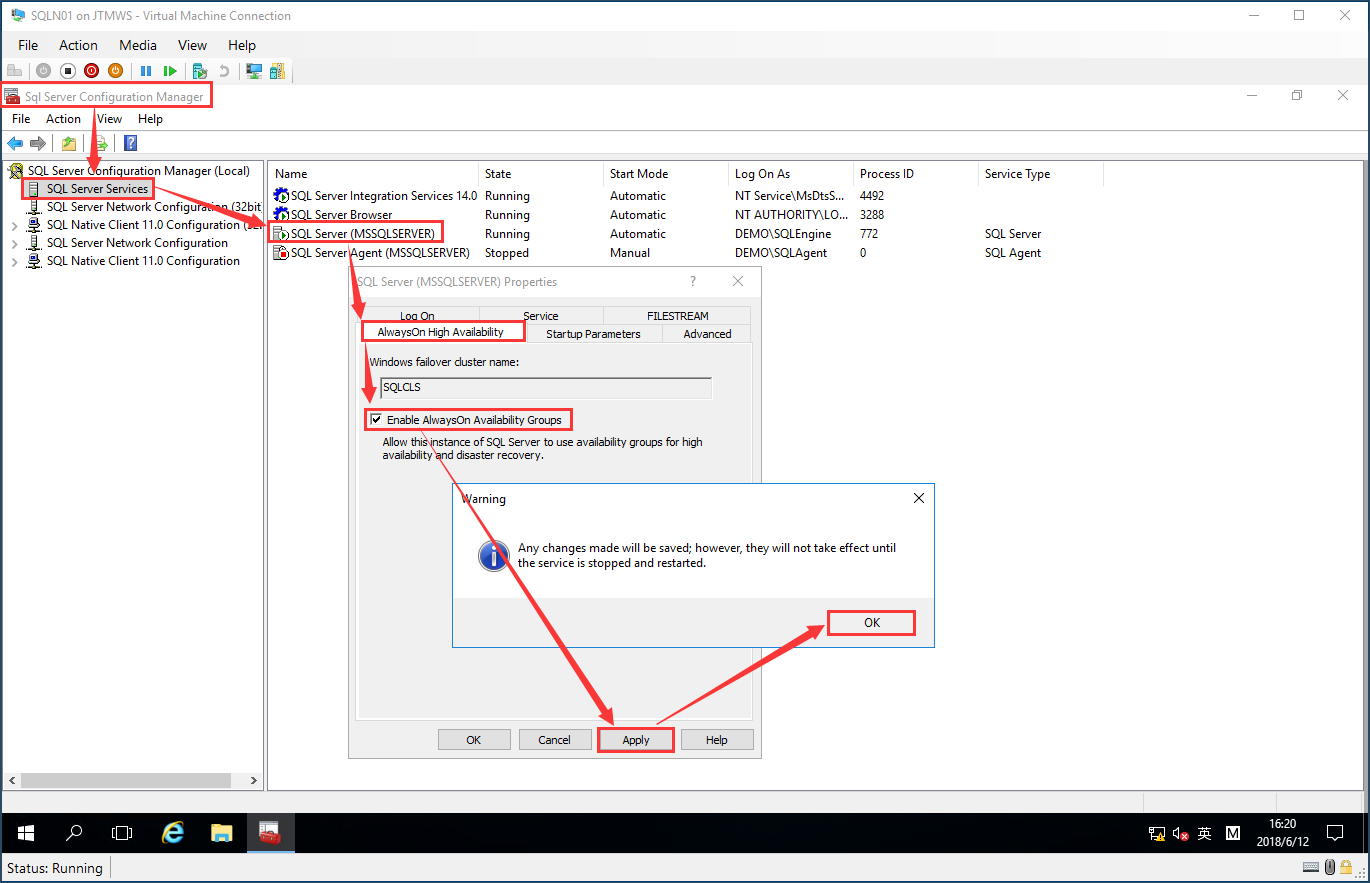 SQLN01 on JTMWS - Virtual Machine Connection
File Action Media View Help
Sql Server Configuration Manager
File Action View Help
SQL Server Configuration Manager (Local)
SQL Server Services
SQL Server Network Configuration (32bit
SQL Native Client 11.0 Configuration (32
SQL Server Network Configuration
SQL Native Client 11.0 Configuration
Name State Start Mode Log On As Process ID Service Type
SQL Server Integration Services 14.0 Running Automatic NT Service\MsDtsS... 4492
SQL Server Browser Running Automatic NT AUTHORITY\LO... 3288
SQL Server (MSSQLSERVER) Running Automatic DEMO\SQLEngine 772 SQL Server
SQL Server Agent (MSSQLSERVER) Stopped Manual DEMO\SQLAgent 0 SQL Agent
SQL Server (MSSQLSERVER) Properties
Log On Service FILESTREAM
AlwaysOn High Availability Startup Parameters Advanced
Windows failover cluster name:
SQLCLS
Enable AlwaysOn Availability Groups
Allow this instance of SQL Server to use availability groups for high
availability and disaster recovery.
Warning
Any changes made will be saved; however, they will not take effect until
the service is stopped and restarted.
OK
OK Cancel Apply Help
英 M 16:20
2018/6/12
Status: Running